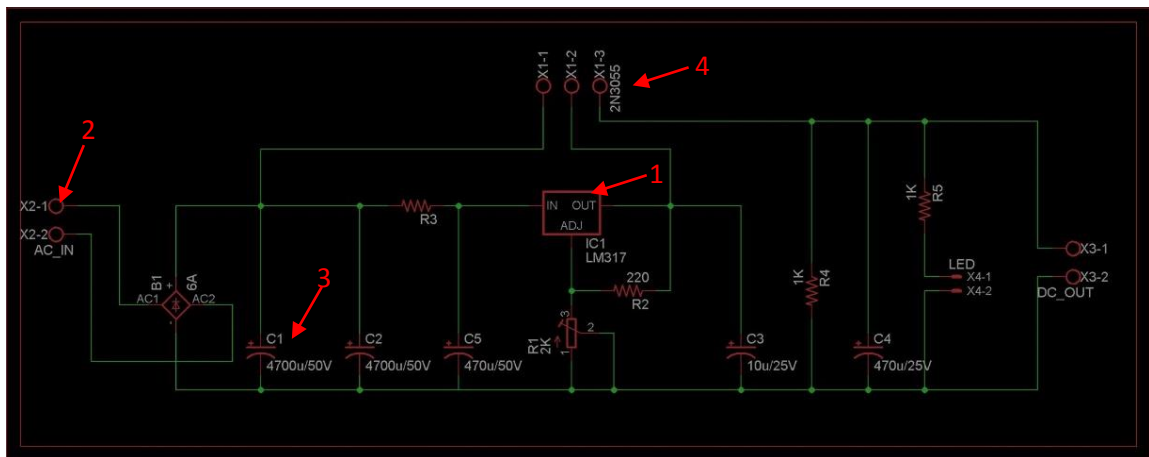 X1-1
X1-2
X1-3
2N3055
4
2
1
X2-1
X2-2
AC_IN
R3
IN OUT
ADJ
IC1
LM317
1K
R5
X3-1
X3-2
DC_OUT
LED
X4-1
X4-2
B1
6A
AC1
+
AC2
-
3
220
R2
1K
R4
+
C1
4700u/50V
+
C2
4700u/50V
+
C5
470u/50V
R1
2K
3
2
1
+
C3
10u/25V
+
C4
470u/25V